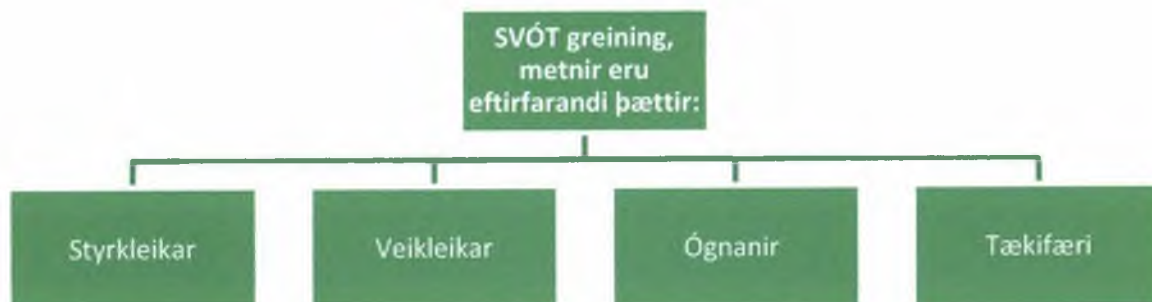 SVÓT greining,
metnir eru
eftirfarandi þættir:
Styrkleikar
Veikleikar
Ógnanir
Tækifæri